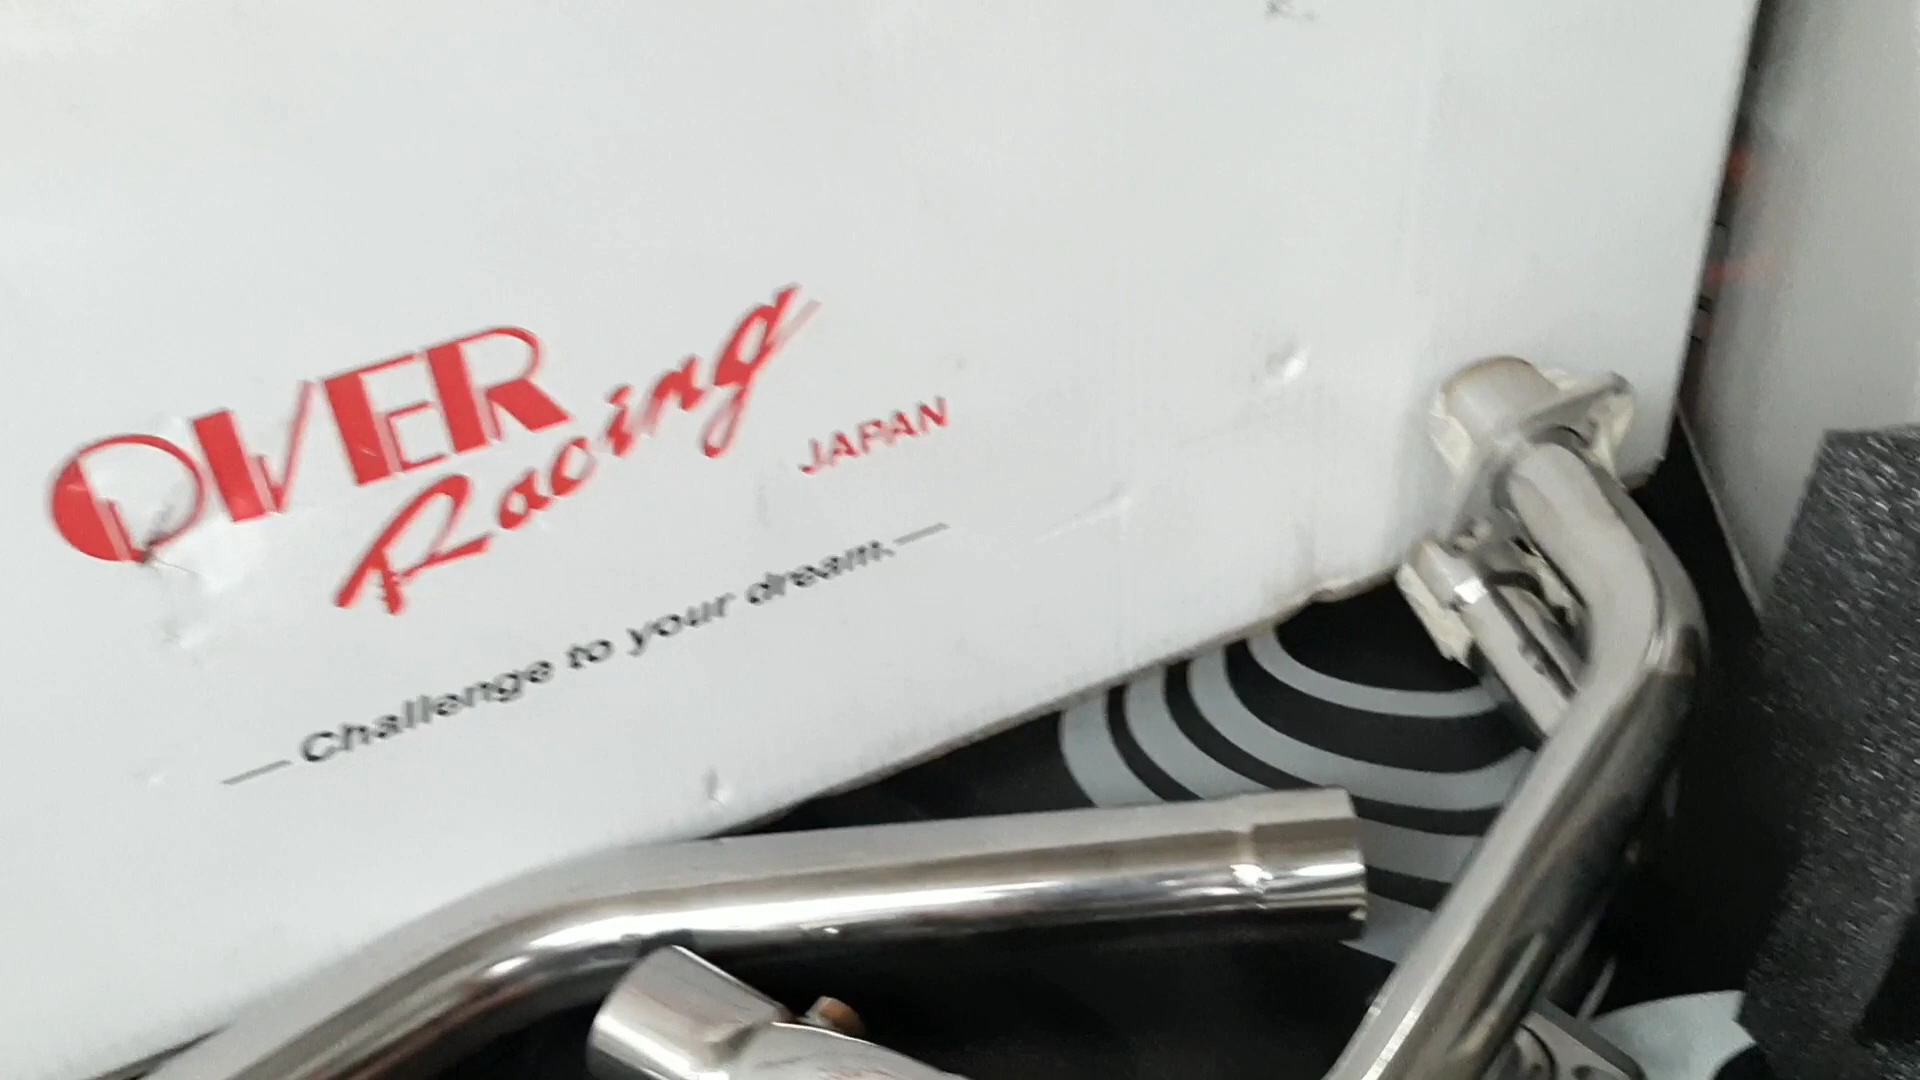 OVER
Racing
JAPAN
— Challenge to your dream. —